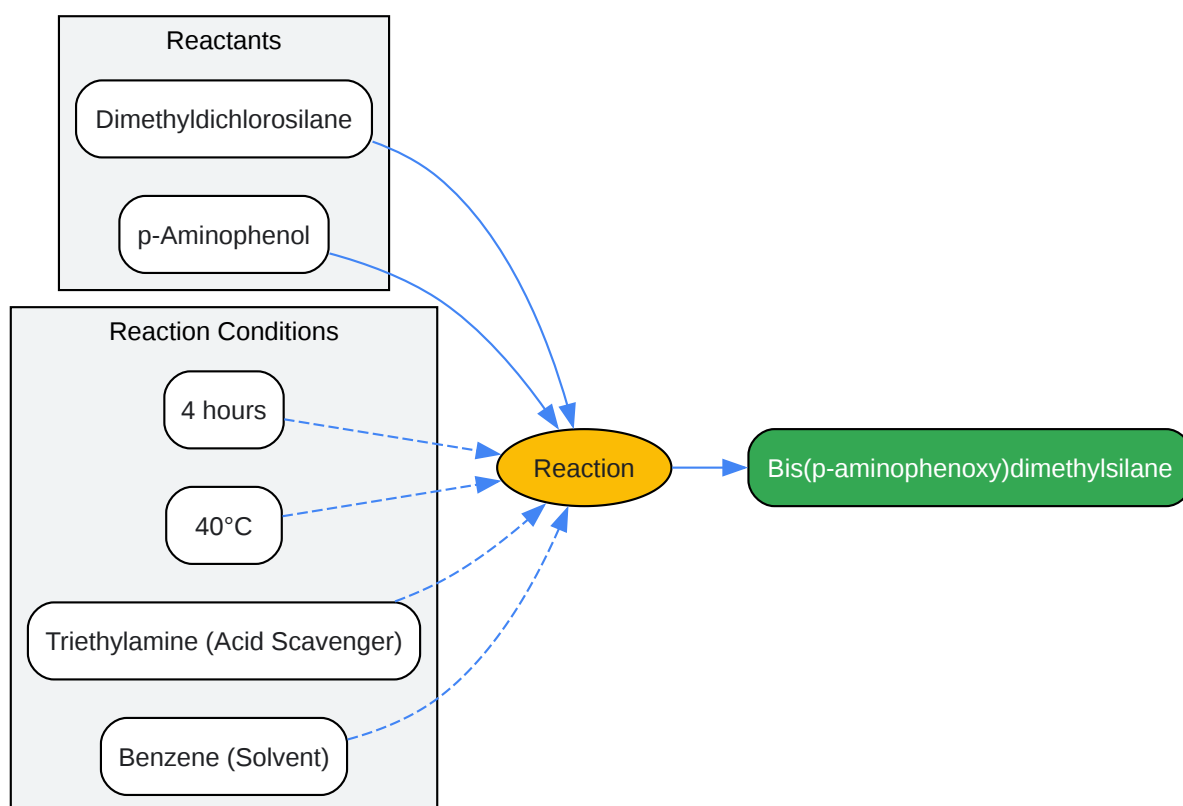 Reactants
Dimethyldichlorosilane
p-Aminophenol
Reaction Conditions
4 hours
40°C
Triethylamine (Acid Scavenger)
Benzene (Solvent)
Reaction
Bis(p-aminophenoxy)dimethylsilane